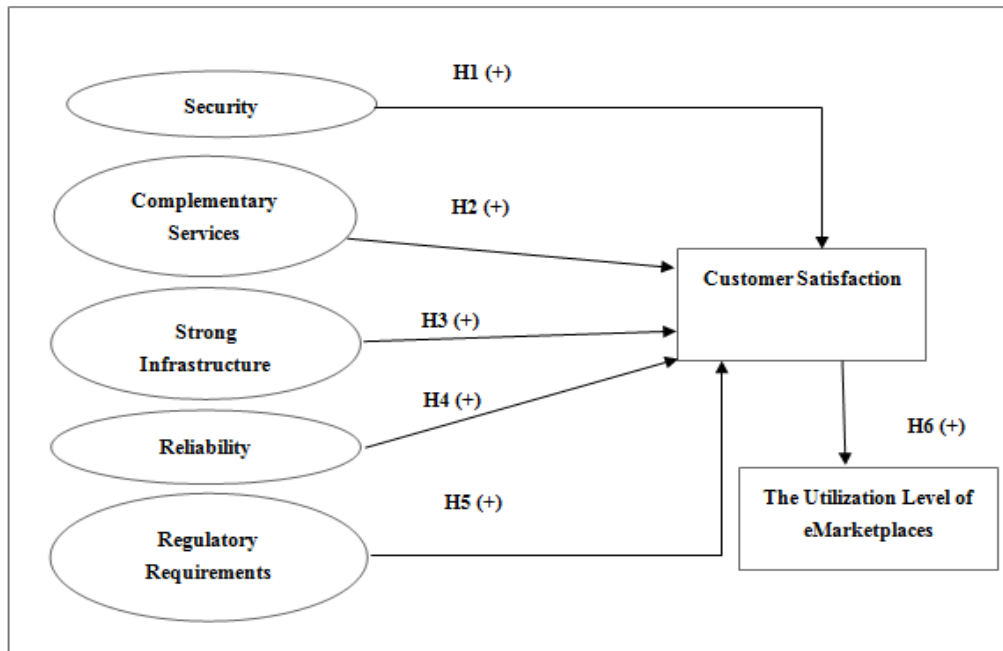 H1 (+)
Security
Complementary
Services
H2 (+)
Customer Satisfaction
H3 (+)
Strong
Infrastructure
H4 (+)
Reliability
H6 (+)
H5 (+)
The Utilization Level of
eMarketplaces
Regulatory
Requirements